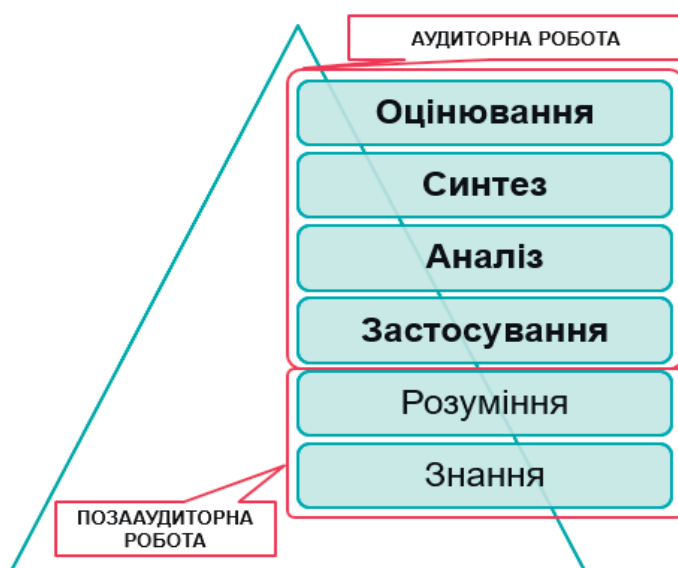 АУДИТОРНА РОБОТА
Оцінювання
Синтез
Аналіз
Застосування
Розуміння
Знання
ПОЗААУДИТОРНА
РОБОТА